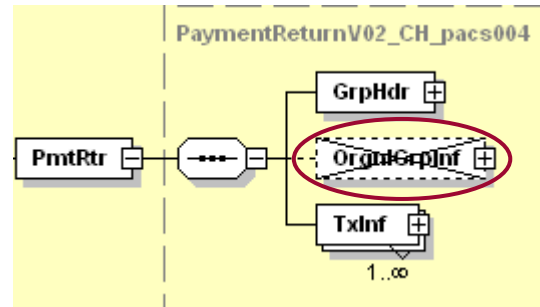 PaymentReturnV02_CH_pacs004
GrpHdr
PmtRtr
OrgnlGrpInf
TxInf
1..∞